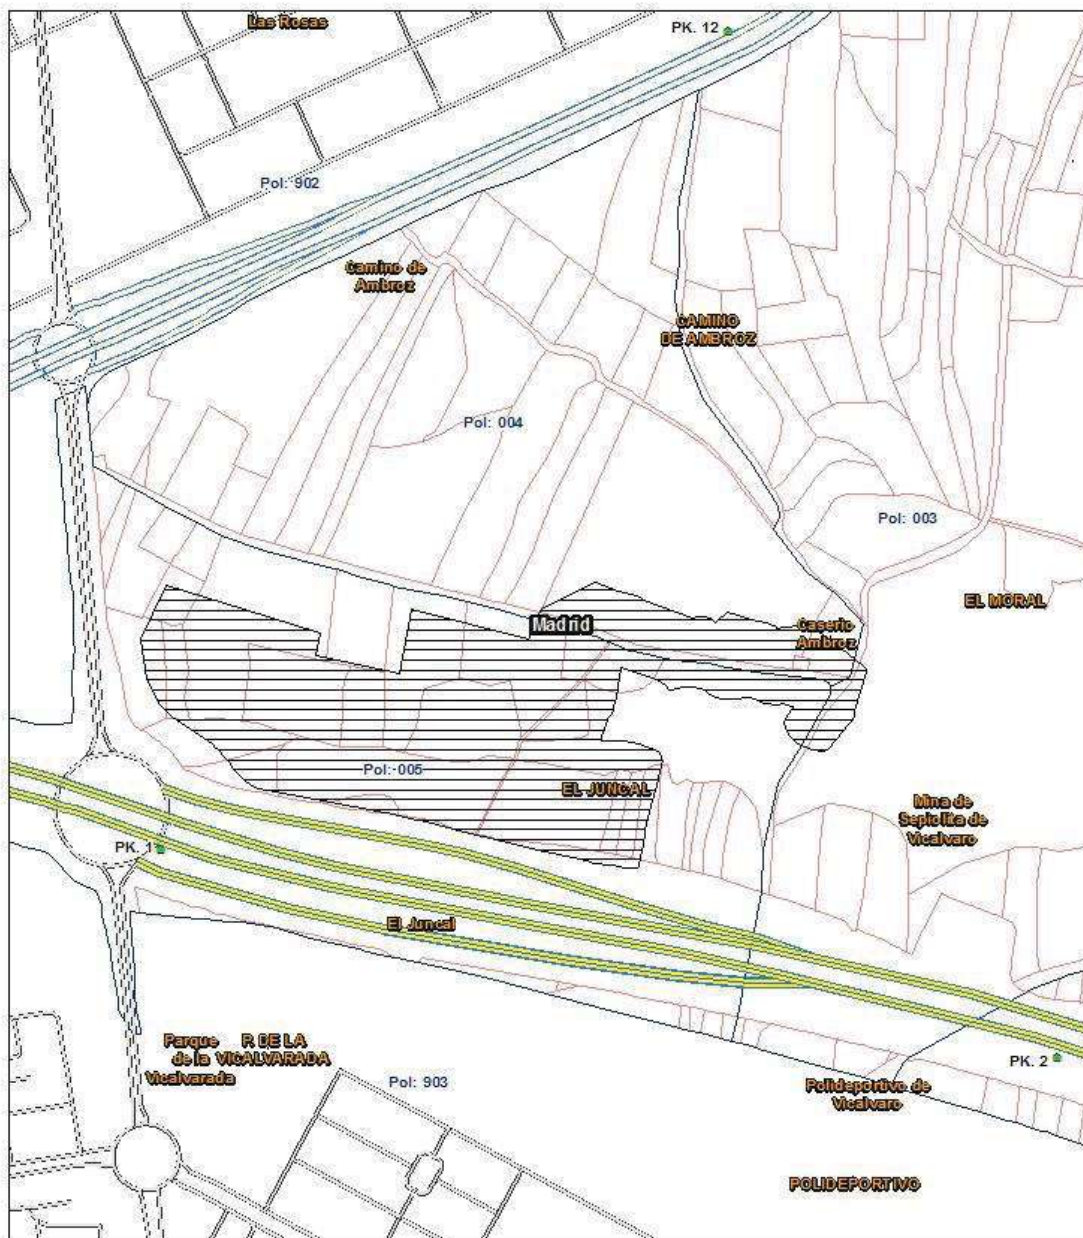 Las Rosas
PK. 12
Pol: 902
Camino de
Ambroz
CAMINO
DE AMBROZ
Pol: 004
Pol: 003
EL MORAL
Madrid
Caserio
Ambroz
Pol: 005
EL JUNCAL
Mina de
Sepiolita de
Vicalvaro
PK. 1
El Juncal
Parque
de la
Vicalvarada
P. DE LA
VICALVARADA
Pol: 903
PK. 2
Polideportivo de
Vicalvaro
POLIDEPORTIVO